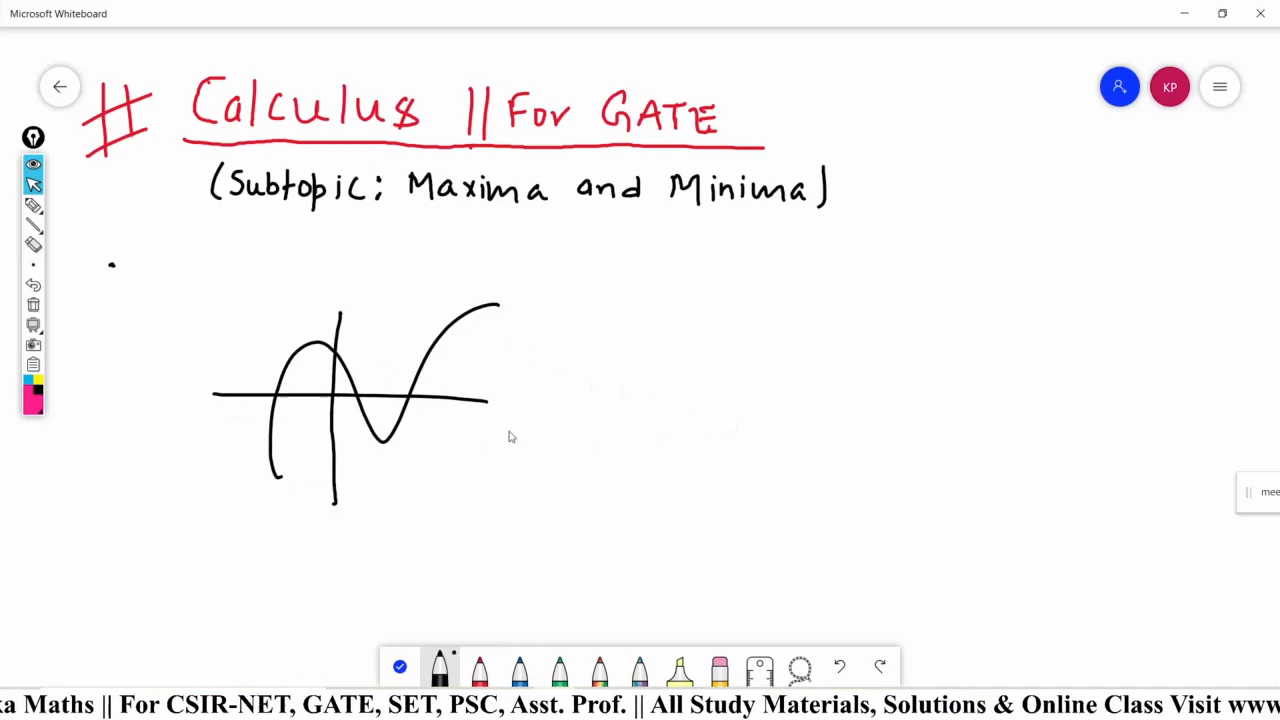 Microsoft Whiteboard
KP
# Calculus || For GATE
(Subtopic: Maxima and Minima)
|| mee
ka Maths || For CSIR-NET, GATE, SET, PSC, Asst. Prof. || All Study Materials, Solutions & Online Class Visit www